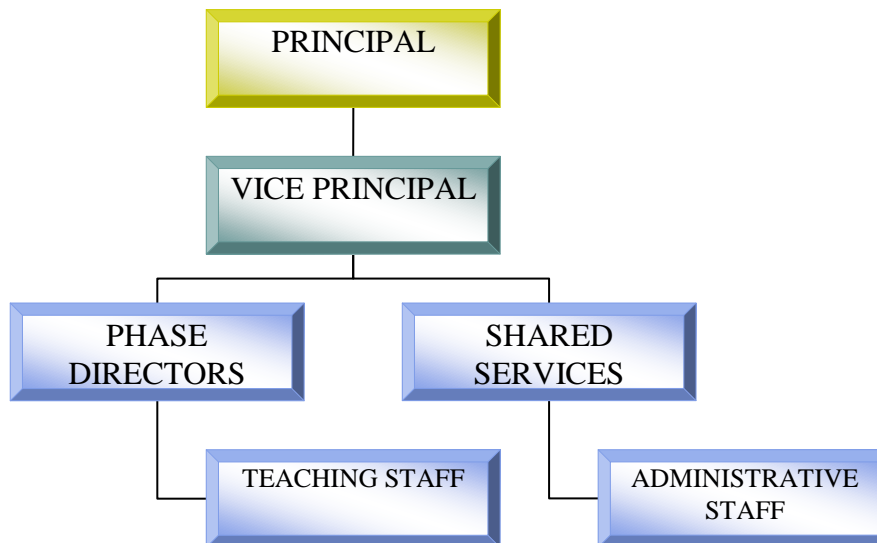 PRINCIPAL
VICE PRINCIPAL
PHASE
DIRECTORS
SHARED
SERVICES
TEACHING STAFF
ADMINISTRATIVE
STAFF